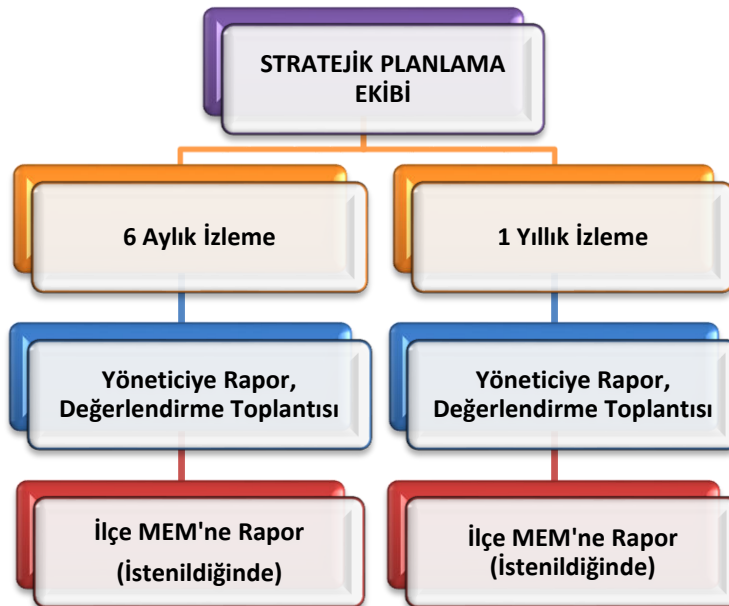 STRATEJİK PLANLAMA
EKİBİ
6 Aylık İzleme
1 Yıllık İzleme
Yöneticiye Rapor,
Değerlendirme Toplantısı
Yöneticiye Rapor,
Değerlendirme Toplantısı
İlçe MEM'ne Rapor
(İstenildiğinde)
İlçe MEM'ne Rapor
(İstenildiğinde)